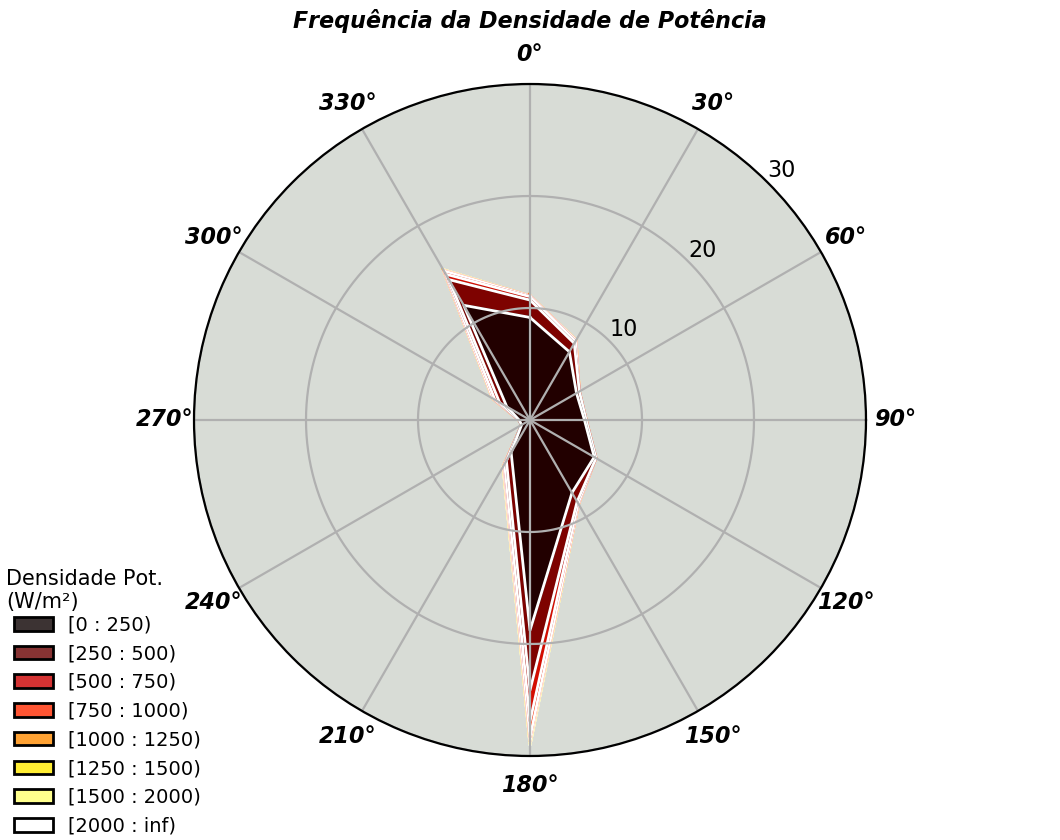 Frequência da Densidade de Potência
0°
330°
30°
30
300°
60°
20
10
270°
90°
240°
120°
210°
150°
180°
Densidade Pot.
(W/m²)
[0 : 250)
[250 : 500)
[500 : 750)
[750 : 1000)
[1000 : 1250)
[1250 : 1500)
[1500 : 2000)
[2000 : inf)